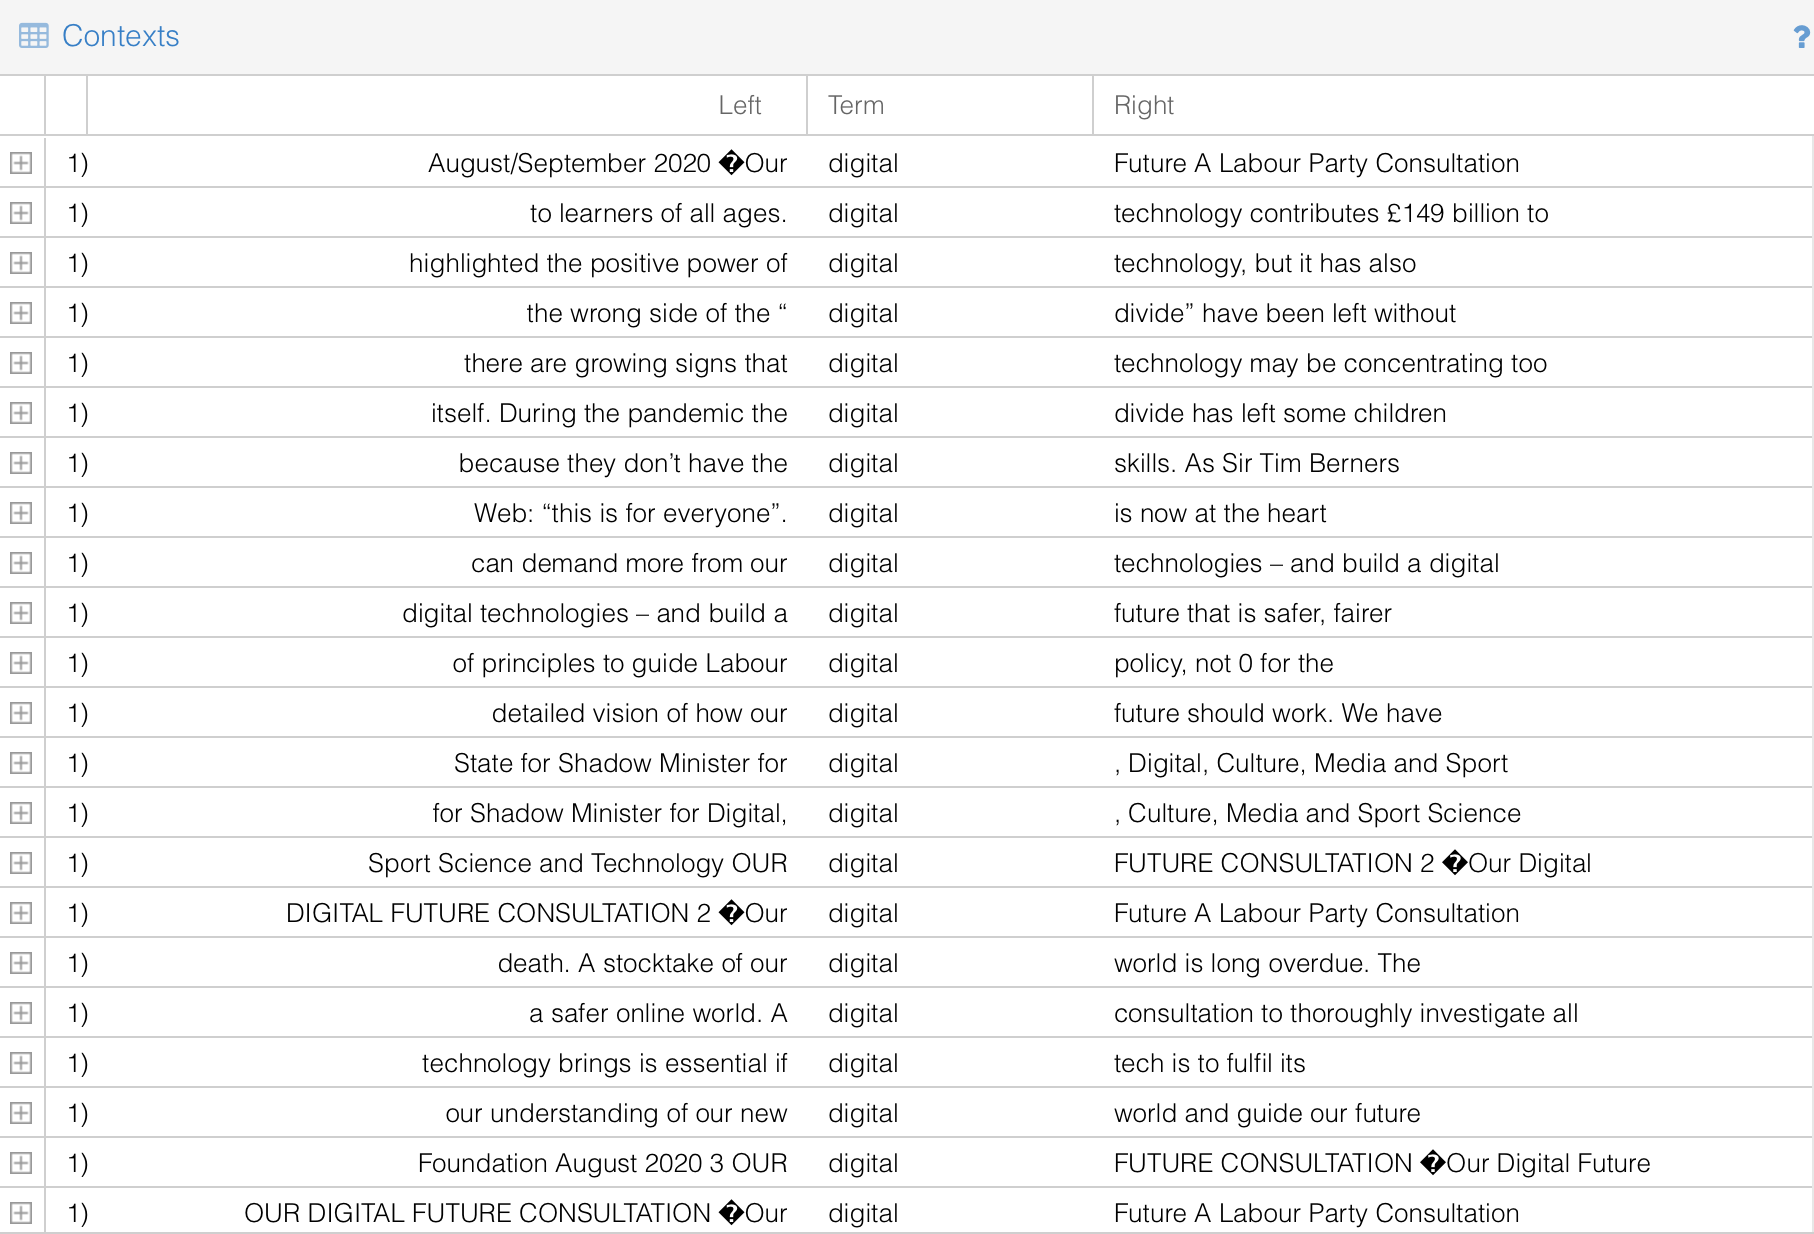 Contexts ?
Left Term Right
1) August/September 2020 �Our digital Future A Labour Party Consultation
1) to learners of all ages. digital technology contributes £149 billion to
1) highlighted the positive power of digital technology, but it has also
1) the wrong side of the “ digital divide” have been left without
1) there are growing signs that digital technology may be concentrating too
1) itself. During the pandemic the digital divide has left some children
1) because they don’t have the digital skills. As Sir Tim Berners
1) Web: “this is for everyone”. digital is now at the heart
1) can demand more from our digital technologies – and build a digital
1) digital technologies – and build a digital future that is safer, fairer
1) of principles to guide Labour digital policy, not 0 for the
1) detailed vision of how our digital future should work. We have
1) State for Shadow Minister for digital , Digital, Culture, Media and Sport
1) for Shadow Minister for Digital, digital , Culture, Media and Sport Science
1) Sport Science and Technology OUR digital FUTURE CONSULTATION 2 �Our Digital
1) DIGITAL FUTURE CONSULTATION 2 �Our digital Future A Labour Party Consultation
1) death. A stocktake of our digital world is long overdue. The
1) a safer online world. A digital consultation to thoroughly investigate all
1) technology brings is essential if digital tech is to fulfil its
1) our understanding of our new digital world and guide our future
1) Foundation August 2020 3 OUR digital FUTURE CONSULTATION �Our Digital Future
1) OUR DIGITAL FUTURE CONSULTATION �Our digital Future A Labour Party Consultation